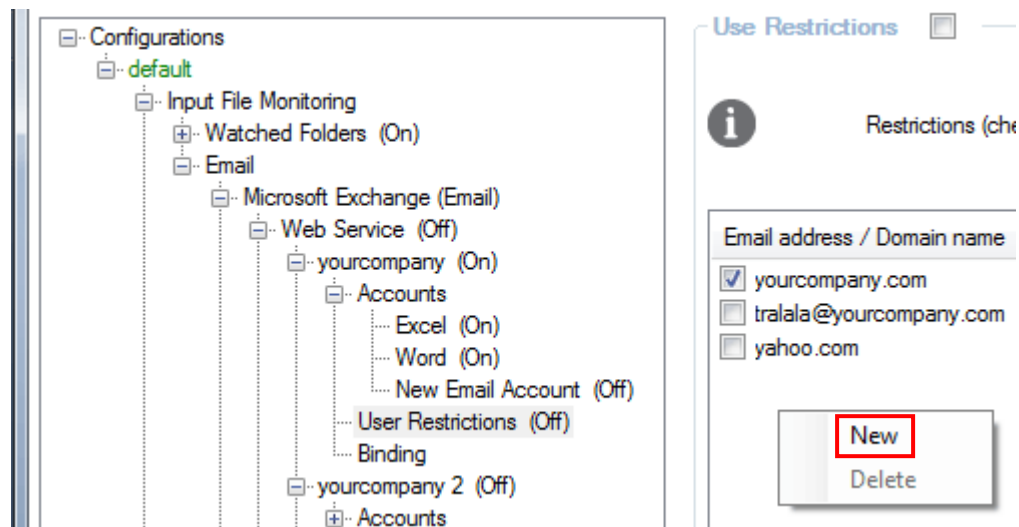 Configurations
default
Input File Monitoring
Watched Folders (On)
Email
Microsoft Exchange (Email)
Web Service (Off)
yourcompany (On)
Accounts
Excel (On)
Word (On)
New Email Account (Off)
User Restrictions (Off)
Binding
yourcompany 2 (Off)
Accounts
Use Restrictions
Restrictions (che
Email address / Domain name
yourcompany.com
tralala@yourcompany.com
yahoo.com
New
Delete